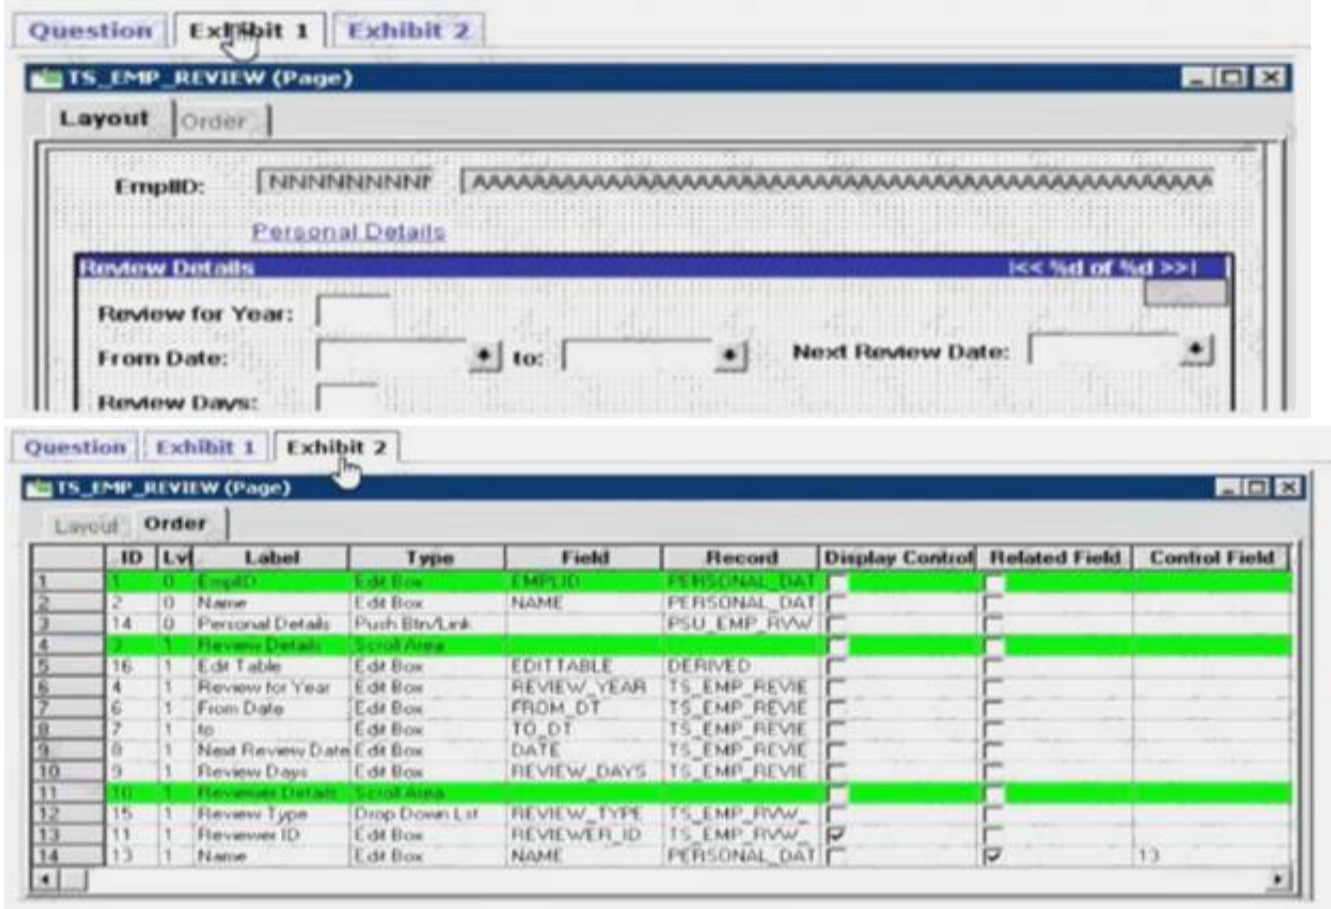 Question Exhibit 1 Exhibit 2
TS_EMP_REVIEW (Page)
Layout Order
EmplID: NNNNNNNNN AAAAAAAAAAAAAAAAAAAAAAAAAAAAAAAAAAAAAAAAAAAAAAAAAA
Personal Details
Review Details |<< %d of %d >>|
Review for Year:
From Date: to: Next Review Date:
Review Days:
Question Exhibit 1 Exhibit 2
TS_EMP_REVIEW (Page)
Layout Order
ID Lvl Label Type Field Record Display Control Related Field Control Field
1 1 0 EmplID Edit Box EMPLID PERSONAL_DAT
2 2 0 Name Edit Box NAME PERSONAL_DAT
3 14 0 Personal Details Push Btn/Link PSU_EMP_RVW
4 3 1 Review Details Scroll Area
5 16 1 Edit Table Edit Box EDITTABLE DERIVED
6 4 1 Review for Year Edit Box REVIEW_YEAR TS_EMP_REVIE
7 6 1 From Date Edit Box FROM_DT TS_EMP_REVIE
8 7 1 to Edit Box TO_DT TS_EMP_REVIE
9 8 1 Next Review Date Edit Box DATE TS_EMP_REVIE
10 9 1 Review Days Edit Box REVIEW_DAYS TS_EMP_REVIE
11 10 1 Reviewer Details Scroll Area
12 15 1 Review Type Drop Down Lst REVIEW_TYPE TS_EMP_RVW_
13 11 1 Reviewer ID Edit Box REVIEWER_ID TS_EMP_RVW_
14 13 1 Name Edit Box NAME PERSONAL_DAT 13